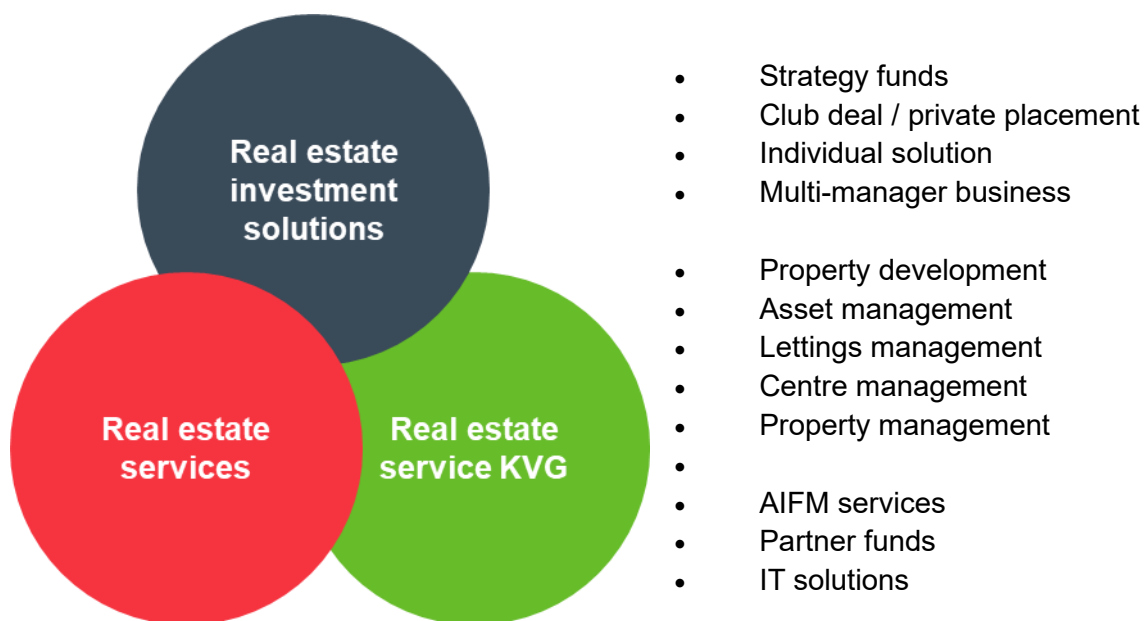 Real estate
investment
solutions
Real estate
services
Real estate
service KVG
• Strategy funds
• Club deal / private placement
• Individual solution
• Multi-manager business
• Property development
• Asset management
• Lettings management
• Centre management
• Property management
•
• AIFM services
• Partner funds
• IT solutions